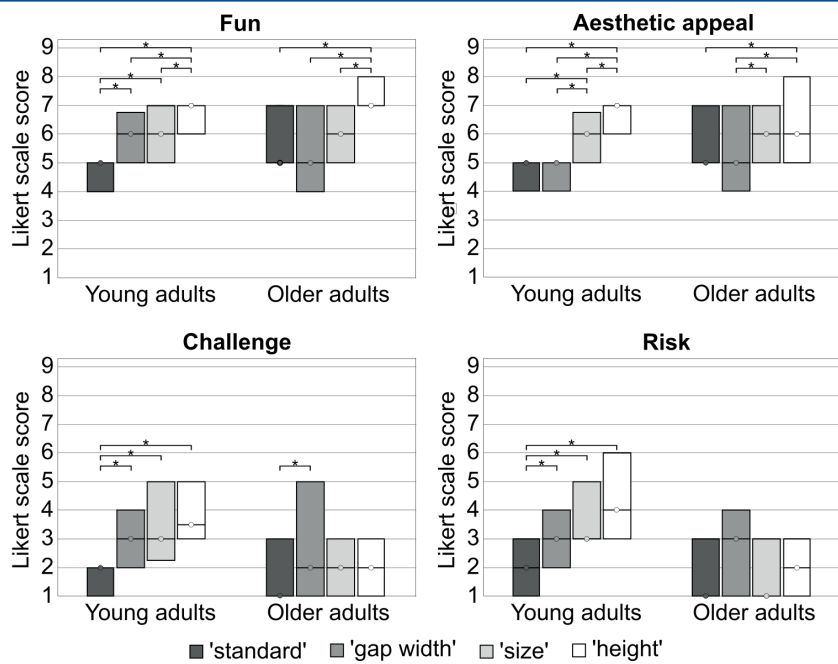 Fun
Aesthetic appeal
Likert scale score
9
8
7
6
5
4
3
2
1
* * * * * * * *
Young adults Older adults
Likert scale score
9
8
7
6
5
4
3
2
1
* * * * * * * * *
Young adults Older adults
Challenge
Risk
Likert scale score
9
8
7
6
5
4
3
2
1
* * * *
Young adults Older adults
Likert scale score
9
8
7
6
5
4
3
2
1
* * *
Young adults Older adults
'standard' 'gap width' 'size' 'height'